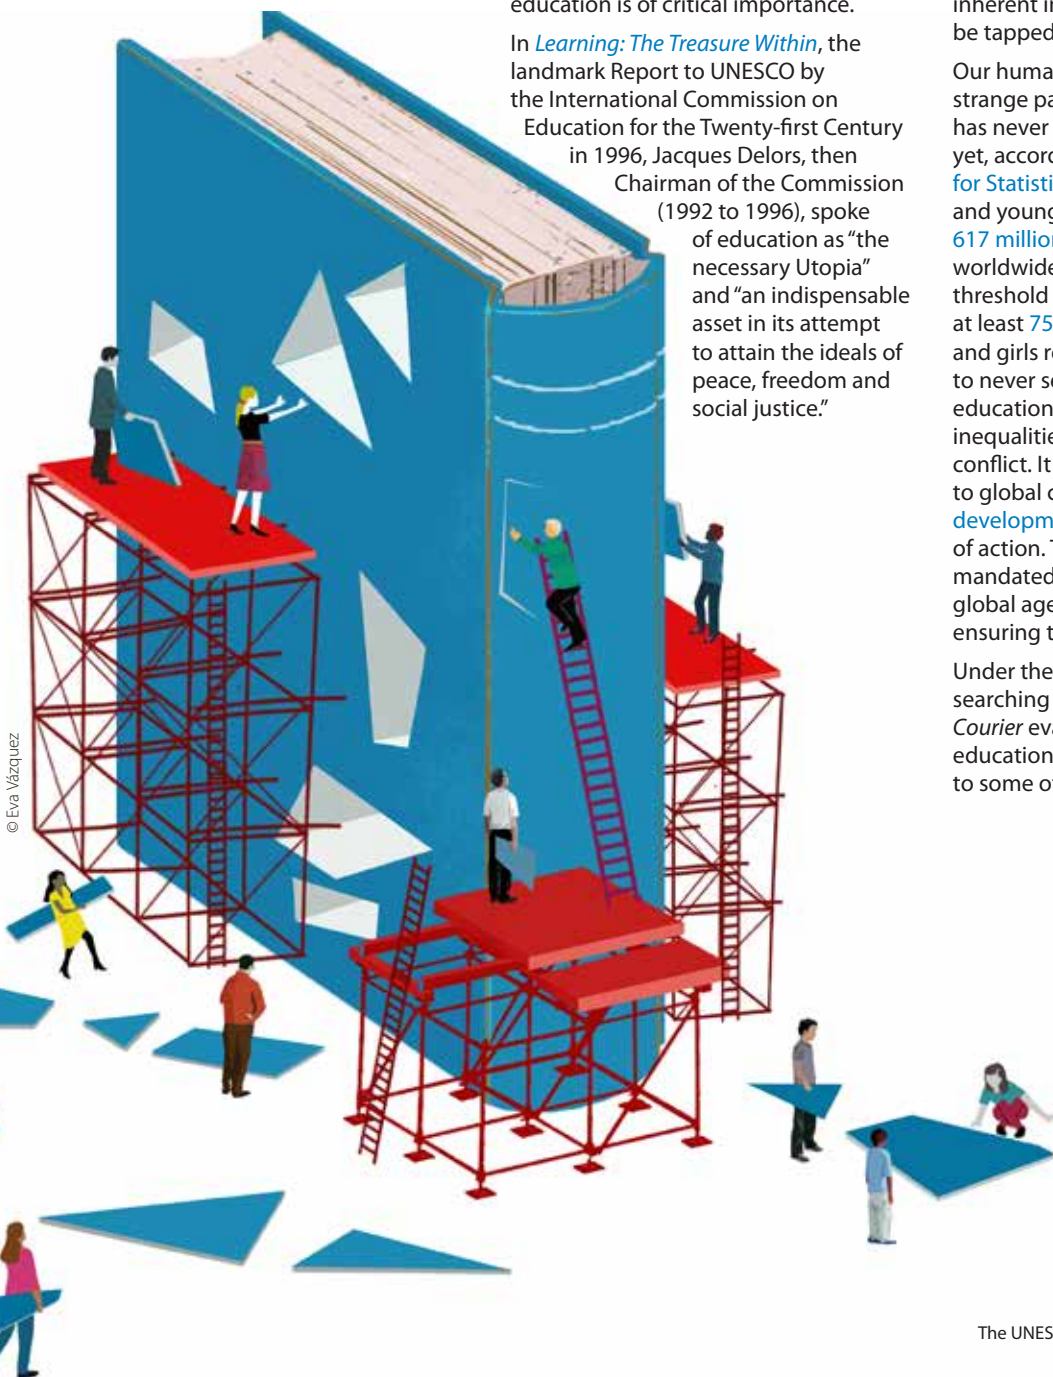 education is of critical importance.
In Learning: The Treasure Within, the
landmark Report to UNESCO by
the International Commission on
Education for the Twenty-first Century
in 1996, Jacques Delors, then
Chairman of the Commission
(1992 to 1996), spoke
of education as “the
necessary Utopia”
and “an indispensable
asset in its attempt
to attain the ideals of
peace, freedom and
social justice.”
inherent in
be tapped
Our huma
strange pa
has never
yet, accord
for Statisti
and young
617 million
worldwide
threshold
at least 75
and girls re
to never se
education
inequalitie
conflict. It
to global c
developm
of action. T
mandated
global age
ensuring t
Under the
searching
Courier eva
education
to some o
© Eva Vázquez
The UNES